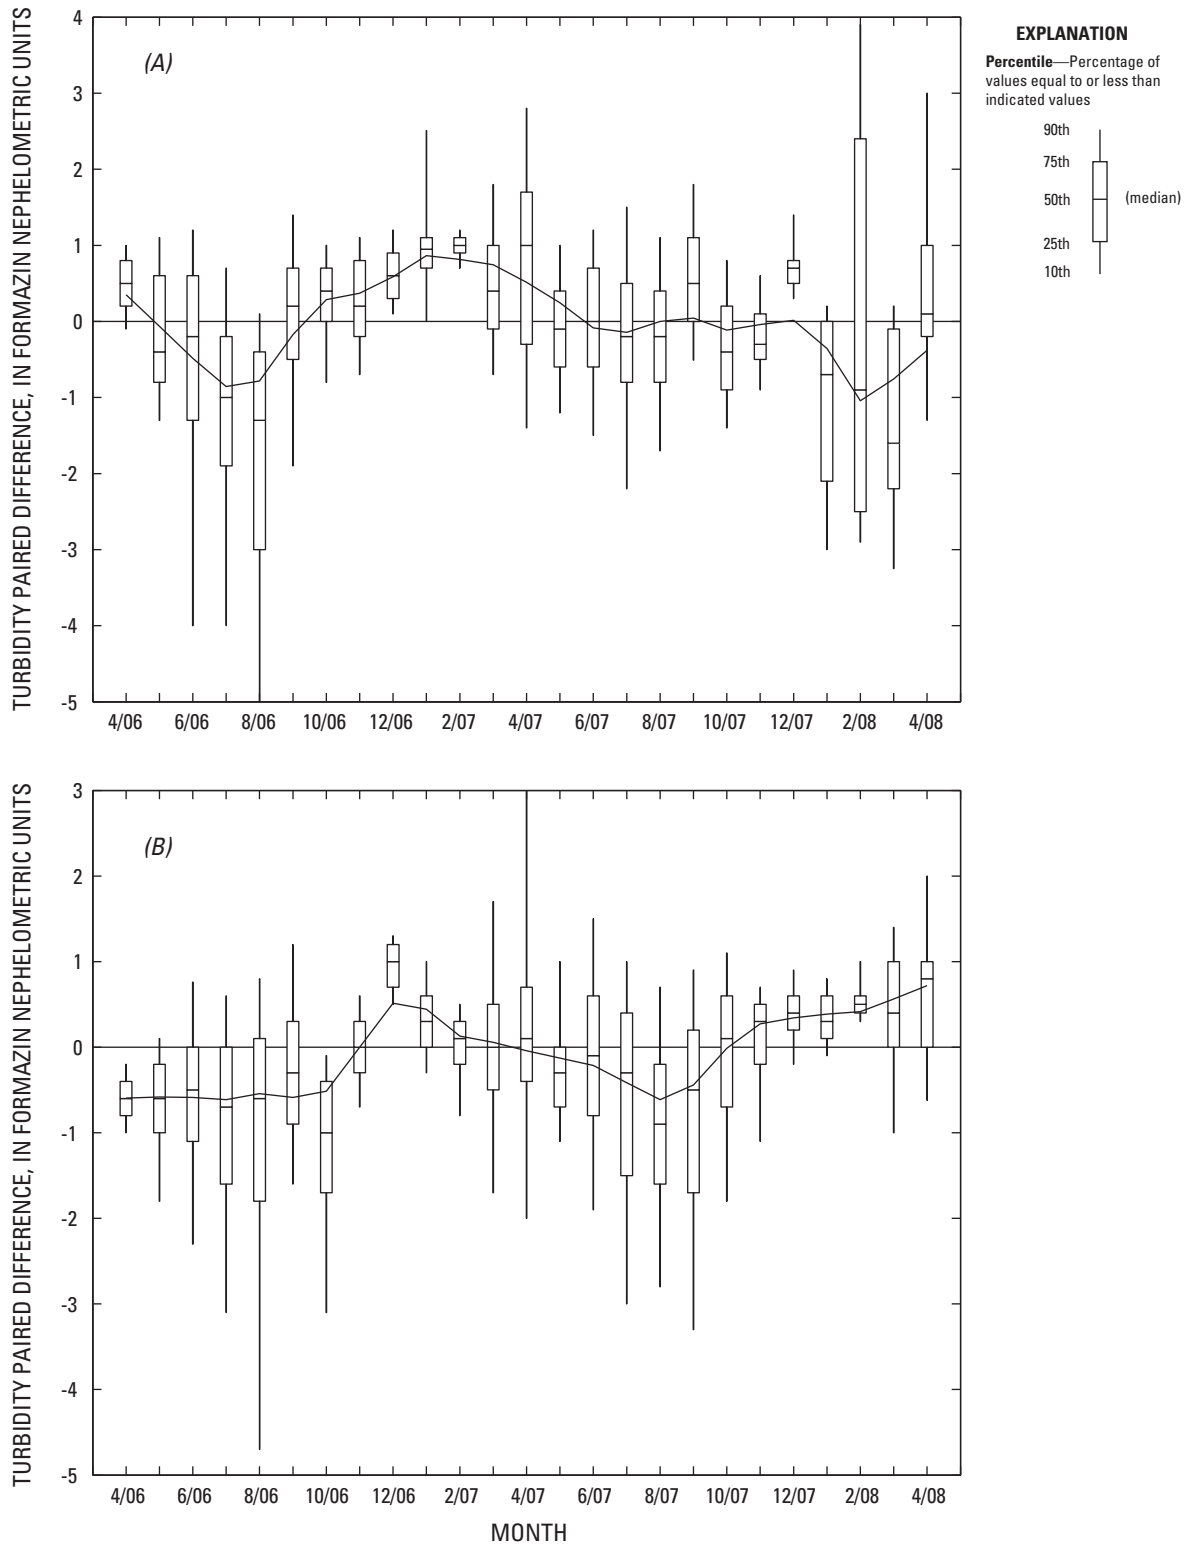 TURBIDITY PAIRED DIFFERENCE, IN FORMAZIN NEPHELOMETRIC UNITS
(A)
4
3
2
1
0
-1
-2
-3
-4
-5
4/06 6/06 8/06 10/06 12/06 2/07 4/07 6/07 8/07 10/07 12/07 2/08 4/08
EXPLANATION
Percentile—Percentage of
values equal to or less than
indicated values
90th
75th
50th (median)
25th
10th
TURBIDITY PAIRED DIFFERENCE, IN FORMAZIN NEPHELOMETRIC UNITS
(B)
3
2
1
0
-1
-2
-3
-4
-5
4/06 6/06 8/06 10/06 12/06 2/07 4/07 6/07 8/07 10/07 12/07 2/08 4/08
MONTH